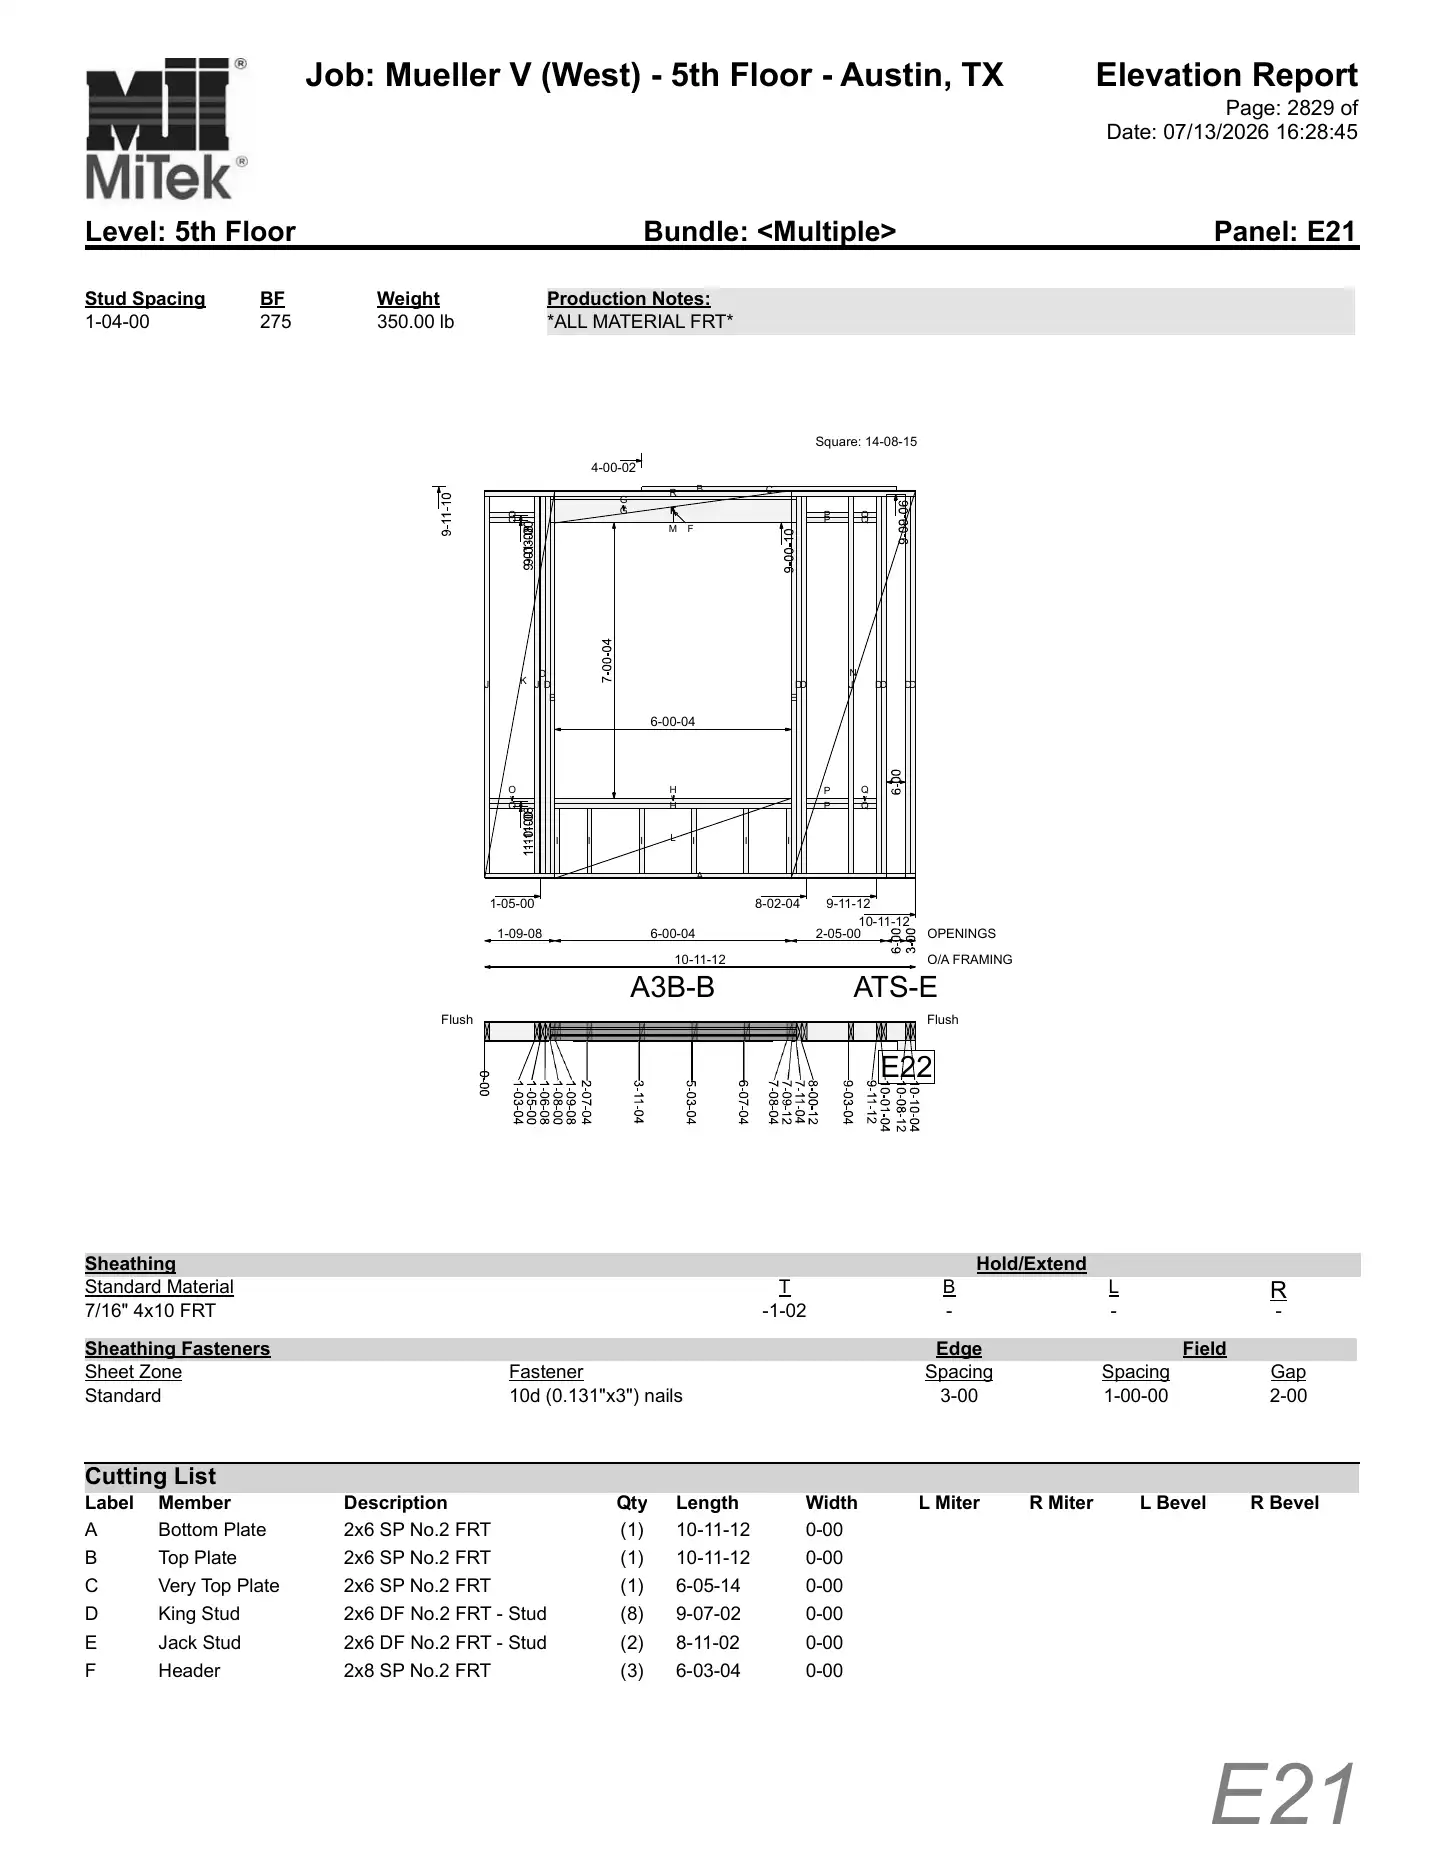 Job: Mueller V (West) - 5th Floor - Austin, TX
Elevation Report
Page: 2829 of
Date: 07/13/2026 16:28:45
MiTek®
Level: 5th Floor Bundle: <Multiple> Panel: E21
Stud Spacing BF Weight Production Notes:
1-04-00 275 350.00 lb *ALL MATERIAL FRT*
Square: 14-08-15
4-00-02
9-11-10
B C
R
G
M F
9-09-06
9-00-10
7-00-04
J K J D D E
E N J
6-00-04
6-00
O H P Q
H P
I I I L I I I
A
1-05-00 8-02-04 9-11-12
10-11-12
1-09-08 6-00-04 2-05-00 6-00 3-00 OPENINGS
10-11-12 O/A FRAMING
A3B-B ATS-E
Flush Flush
E22
0-00 1-03-04 1-05-00 1-06-08 1-08-00 1-09-08 2-07-04 3-11-04 5-03-04 6-07-04 7-08-04 7-09-12 7-11-04 8-00-12 9-03-04 9-11-12 10-01-04 10-08-12 10-10-04
Sheathing Hold/Extend
Standard Material T B L R
7/16" 4x10 FRT -1-02 - - -
Sheathing Fasteners Edge Field
Sheet Zone Fastener Spacing Spacing Gap
Standard 10d (0.131"x3") nails 3-00 1-00-00 2-00
Cutting List
Label Member Description Qty Length Width L Miter R Miter L Bevel R Bevel
A Bottom Plate 2x6 SP No.2 FRT (1) 10-11-12 0-00
B Top Plate 2x6 SP No.2 FRT (1) 10-11-12 0-00
C Very Top Plate 2x6 SP No.2 FRT (1) 6-05-14 0-00
D King Stud 2x6 DF No.2 FRT - Stud (8) 9-07-02 0-00
E Jack Stud 2x6 DF No.2 FRT - Stud (2) 8-11-02 0-00
F Header 2x8 SP No.2 FRT (3) 6-03-04 0-00
E21